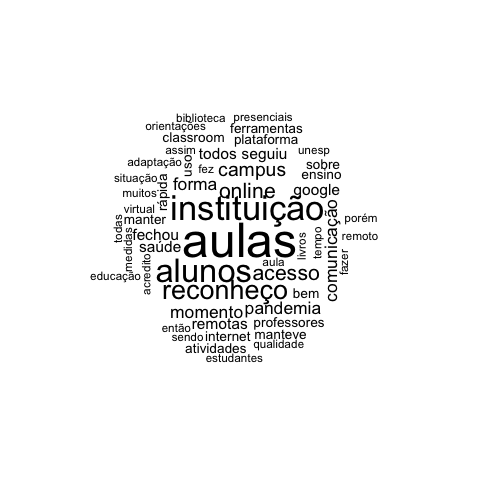 biblioteca presenciais
orientações ferramentas
classroom plataforma
assim todos seguiu unesp
adaptação uso fez campus sobre
situação rápida forma online ensino
muitos google
virtual instituição
manter comunicação porém
todas fechou aulas livros tempo remoto
medidas saúde fazer
educação acredito alunos aula acesso
reconheço bem
momento pandemia
então remotas professores
sendo internet manteve
atividades qualidade
estudantes